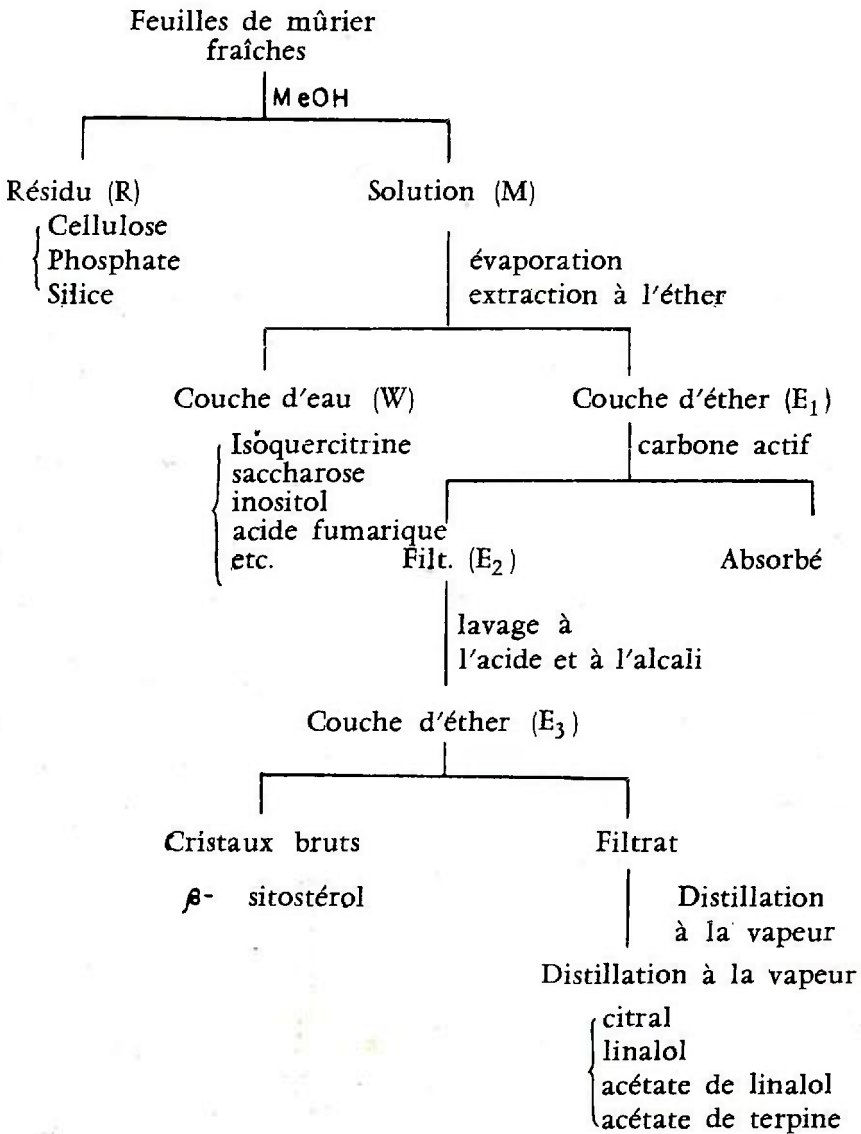 Feuilles de mûrier
fraîches
MeOH
Résidu (R)
Cellulose
Phosphate
Silice
Solution (M)
évaporation
extraction à l'éther
Couche d'eau (W)
Isoquercitrine
saccharose
inositol
acide fumarique
etc.
Couche d'éther (E₁)
carbone actif
Filt. (E₂)
Absorbé
lavage à
l'acide et à l'alcali
Couche d'éther (E₃)
Cristaux bruts
β- sitostérol
Filtrat
Distillation
à la vapeur
Distillation à la vapeur
citral
linalol
acétate de linalol
acétate de terpine